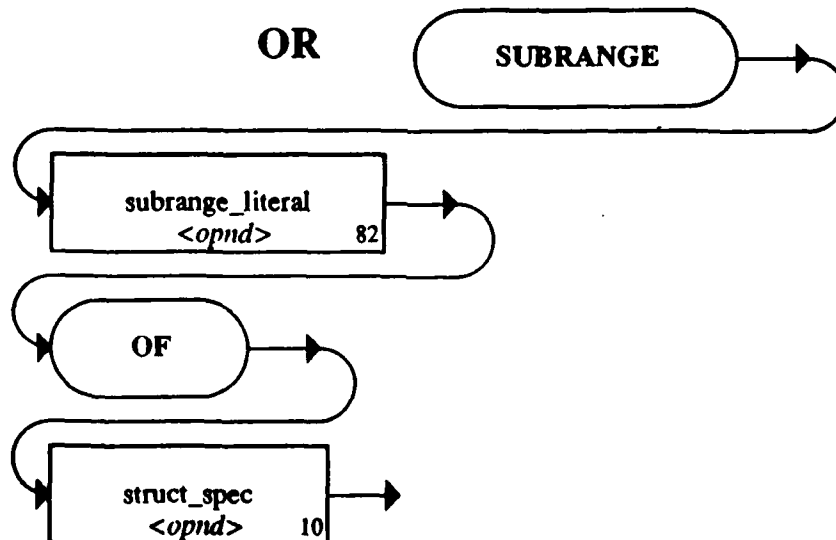 OR SUBRANGE
subrange_literal
<opnd> 82
OF
struct_spec
<opnd> 10